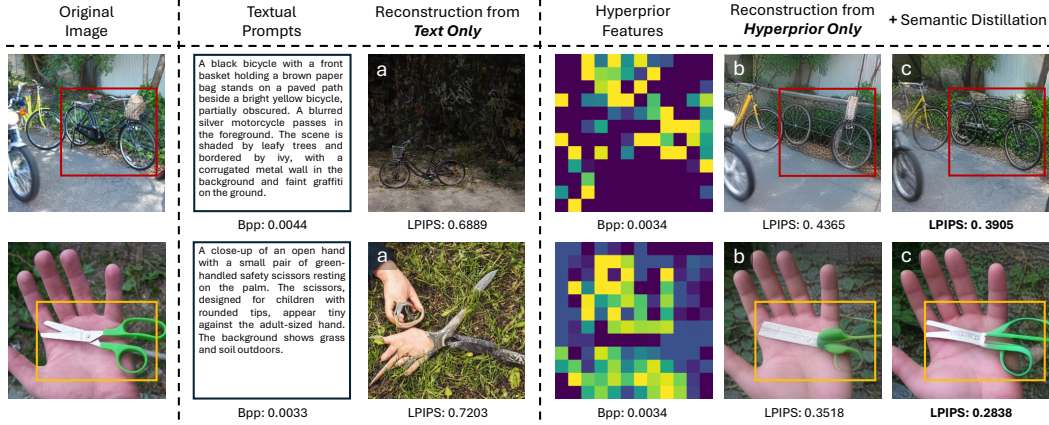 Original
Image
Textual
Prompts
Reconstruction from
Text Only
Hyperprior
Features
Reconstruction from
Hyperprior Only
+ Semantic Distillation
A black bicycle with a front
basket holding a brown paper
bag stands on a paved path
beside a bright yellow bicycle,
partially obscured. A blurred
silver motorcycle passes in
the foreground. The scene is
shaded by leafy trees and
bordered by ivy, with a
corrugated metal wall in the
background and faint graffiti
on the ground.
a
b
c
Bpp: 0.0044
LPIPS: 0.6889
Bpp: 0.0034
LPIPS: 0.4365
LPIPS: 0. 3905
A close-up of an open hand
with a small pair of green-
handled safety scissors resting
on the palm. The scissors,
designed for children with
rounded tips, appear tiny
against the adult-sized hand.
The background shows grass
and soil outdoors.
a
b
c
Bpp: 0.0033
LPIPS: 0.7203
Bpp: 0.0034
LPIPS: 0.3518
LPIPS: 0.2838